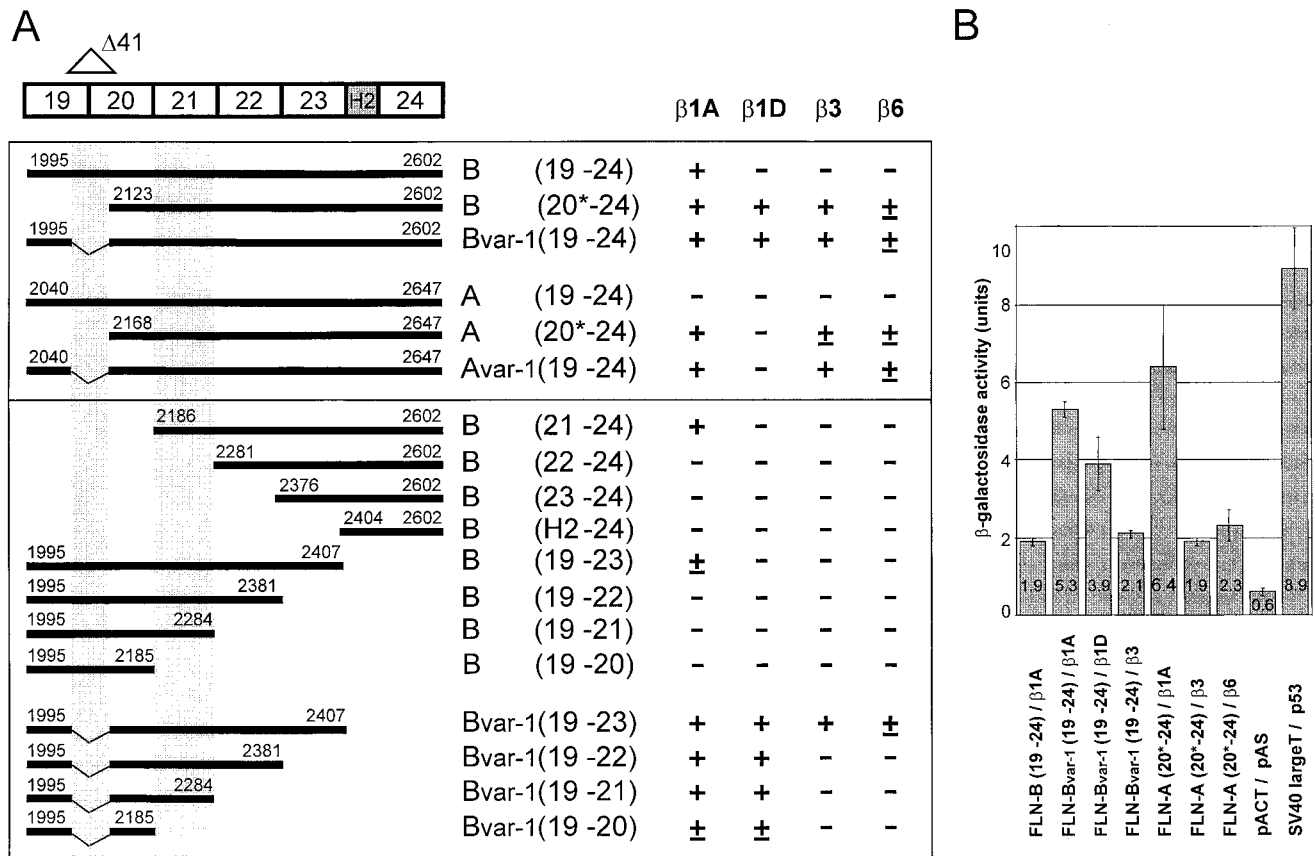 A
Δ41
19 20 21 22 23 H2 24
β1A β1D β3 β6
1995 2602 B (19 -24) + - - -
2123 2602 B (20*-24) + + + ±
1995 2602 Bvar-1(19 -24) + + + ±
2040 2647 A (19 -24) - - - -
2168 2647 A (20*-24) + - ± ±
2040 2647 Avar-1(19 -24) + - + ±
2186 2602 B (21 -24) + - - -
2281 2602 B (22 -24) - - - -
2376 2602 B (23 -24) - - - -
2404 2602 B (H2 -24) - - - -
1995 2407 B (19 -23) ± - - -
1995 2381 B (19 -22) - - - -
1995 2284 B (19 -21) - - - -
1995 2185 B (19 -20) - - - -
1995 2407 Bvar-1(19 -23) + + + ±
1995 2381 Bvar-1(19 -22) + + - -
1995 2284 Bvar-1(19 -21) + + - -
1995 2185 Bvar-1(19 -20) ± ± - -
B
β-galactosidase activity (units)
10
8
6
4
2
0
1.9 5.3 3.9 2.1 6.4 1.9 2.3 0.6 8.9
FLN-B (19 -24) / β1A
FLN-Bvar-1 (19 -24) / β1A
FLN-Bvar-1 (19 -24) / β1D
FLN-Bvar-1 (19 -24) / β3
FLN-A (20*-24) / β1A
FLN-A (20*-24) / β3
FLN-A (20*-24) / β6
pACT / pAS
SV40 largeT / p53